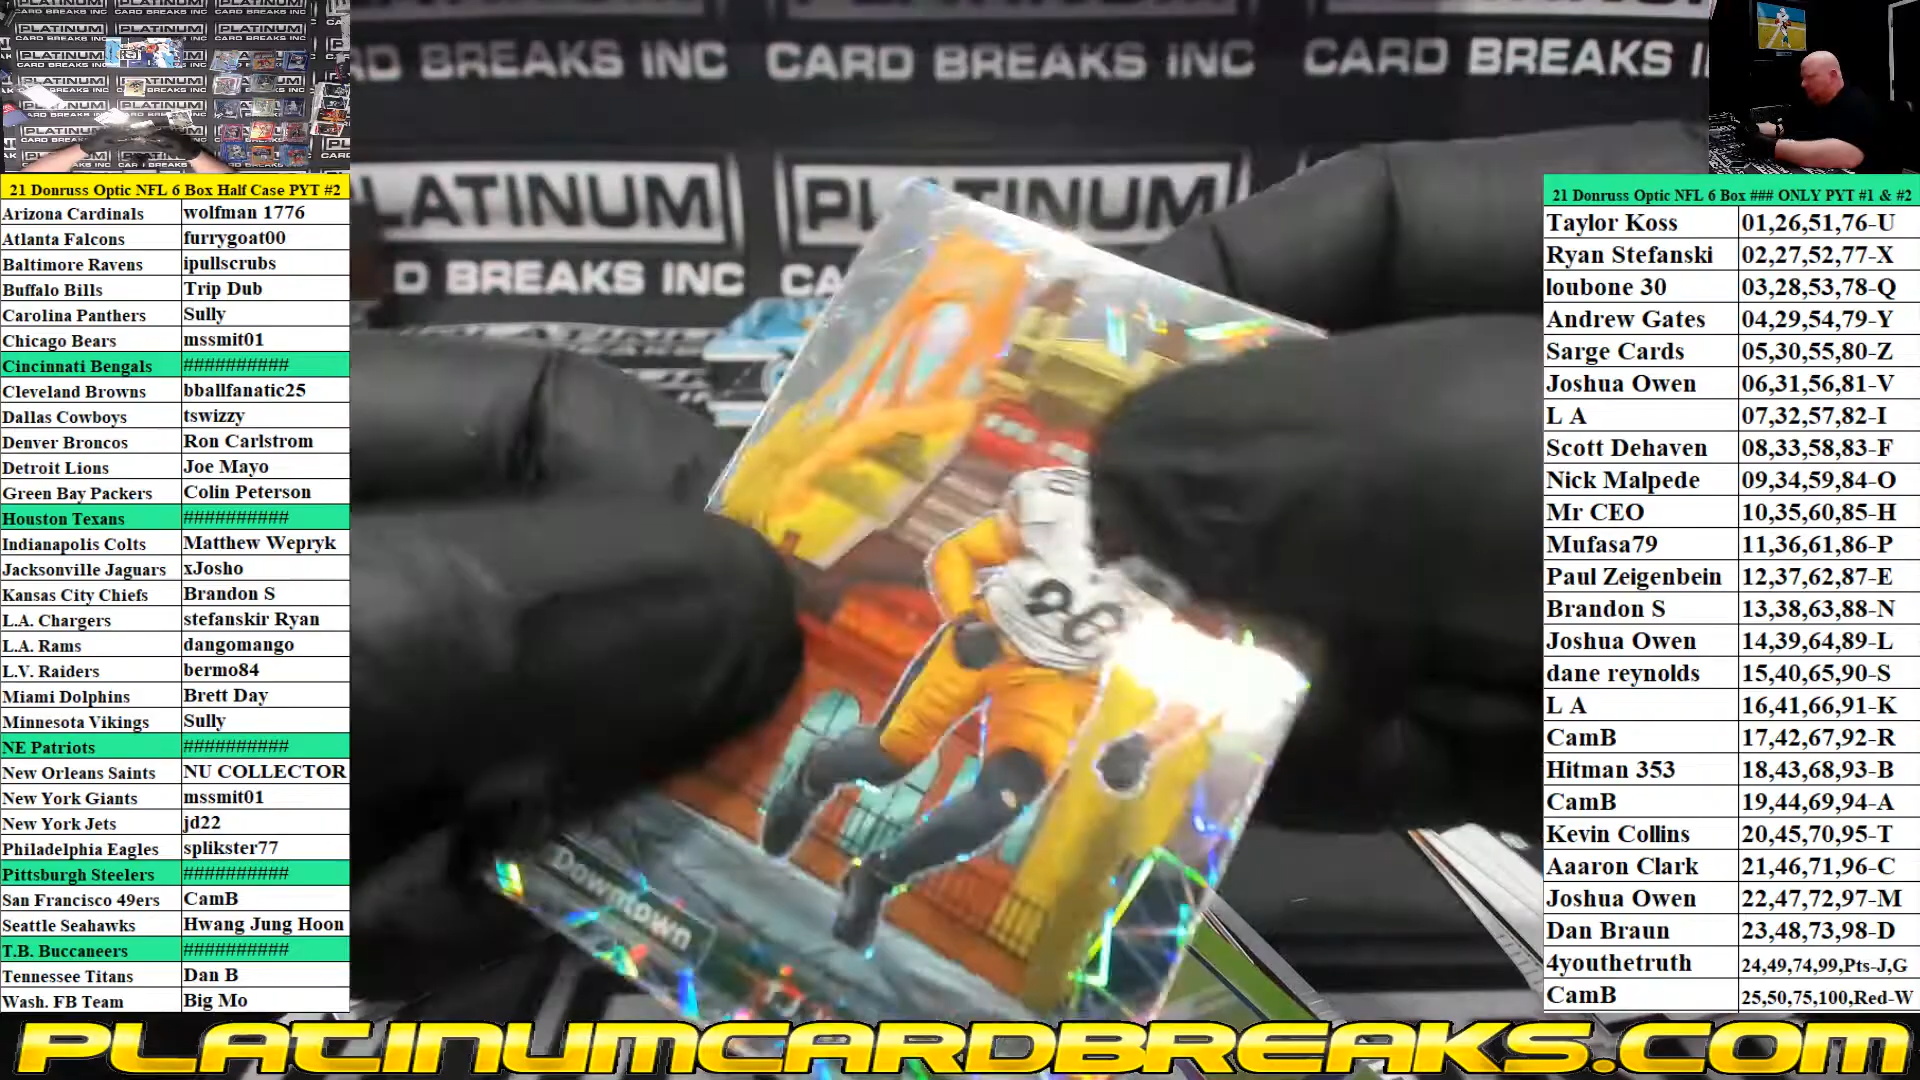 PLATINUM
CARD BREAKS INC
RD BREAKS INC CARD BREAKS INC CARD BREAKS I
PLATINUM PLATINUM
D BREAKS INC CARD BREAKS INC
Downtown
21 Donruss Optic NFL 6 Box Half Case PYT #2
Arizona Cardinals wolfman 1776
Atlanta Falcons furrygoat00
Baltimore Ravens ipullscrubs
Buffalo Bills Trip Dub
Carolina Panthers Sully
Chicago Bears mssmit01
Cincinnati Bengals ##########
Cleveland Browns bballfanatic25
Dallas Cowboys tswizzy
Denver Broncos Ron Carlstrom
Detroit Lions Joe Mayo
Green Bay Packers Colin Peterson
Houston Texans ##########
Indianapolis Colts Matthew Wepryk
Jacksonville Jaguars xJosho
Kansas City Chiefs Brandon S
L.A. Chargers stefanskir Ryan
L.A. Rams dangomango
L.V. Raiders bermo84
Miami Dolphins Brett Day
Minnesota Vikings Sully
NE Patriots ##########
New Orleans Saints NU COLLECTOR
New York Giants mssmit01
New York Jets jd22
Philadelphia Eagles splikster77
Pittsburgh Steelers ##########
San Francisco 49ers CamB
Seattle Seahawks Hwang Jung Hoon
T.B. Buccaneers ##########
Tennessee Titans Dan B
Wash. FB Team Big Mo
21 Donruss Optic NFL 6 Box ### ONLY PYT #1 & #2
Taylor Koss 01,26,51,76-U
Ryan Stefanski 02,27,52,77-X
loubone 30 03,28,53,78-Q
Andrew Gates 04,29,54,79-Y
Sarge Cards 05,30,55,80-Z
Joshua Owen 06,31,56,81-V
L A 07,32,57,82-I
Scott Dehaven 08,33,58,83-F
Nick Malpede 09,34,59,84-O
Mr CEO 10,35,60,85-H
Mufasa79 11,36,61,86-P
Paul Zeigenbein 12,37,62,87-E
Brandon S 13,38,63,88-N
Joshua Owen 14,39,64,89-L
dane reynolds 15,40,65,90-S
L A 16,41,66,91-K
CamB 17,42,67,92-R
Hitman 353 18,43,68,93-B
CamB 19,44,69,94-A
Kevin Collins 20,45,70,95-T
Aaaron Clark 21,46,71,96-C
Joshua Owen 22,47,72,97-M
Dan Braun 23,48,73,98-D
4youthetruth 24,49,74,99,Pts-J,G
CamB 25,50,75,100,Red-W
PLATINUMCARDBREAKS.COM